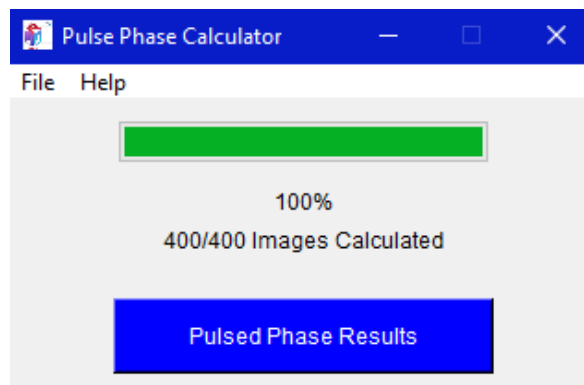 Pulse Phase Calculator
File Help
100%
400/400 Images Calculated
Pulsed Phase Results